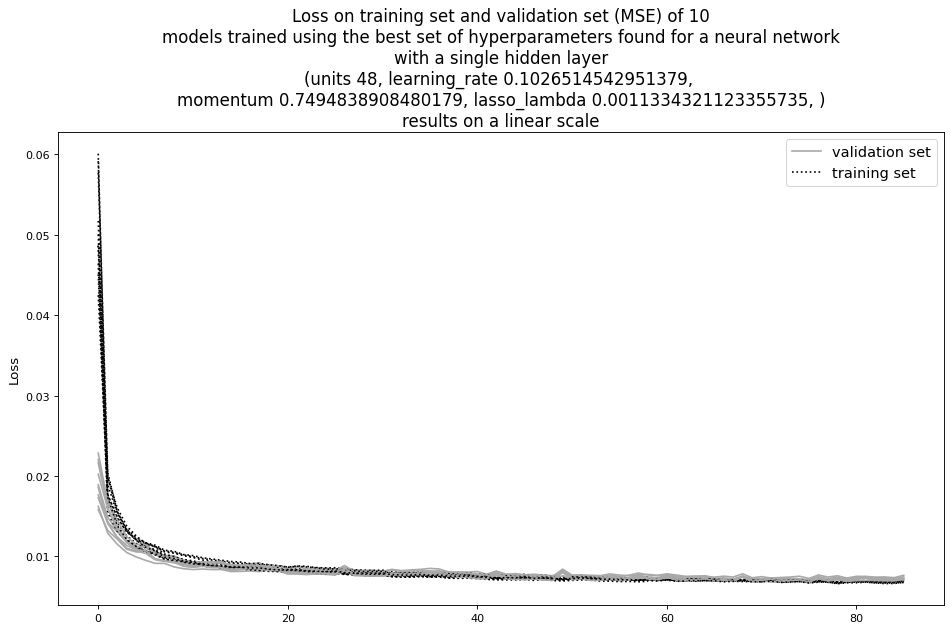 Loss on training set and validation set (MSE) of 10
models trained using the best set of hyperparameters found for a neural network
with a single hidden layer
(units 48, learning_rate 0.1026514542951379,
momentum 0.7494838908480179, lasso_lambda 0.0011334321123355735, )
results on a linear scale
validation set
training set
0.06
0.05
0.04
0.03
0.02
0.01
Loss
0
20
40
60
80